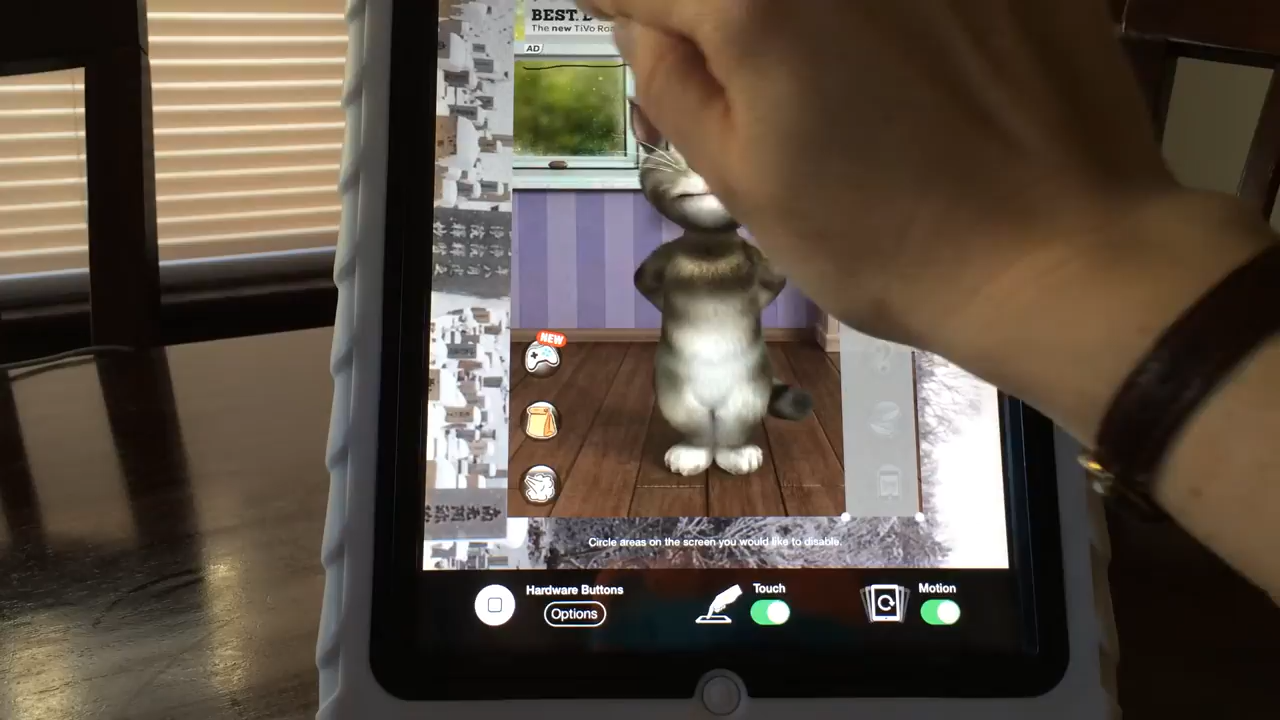 BEST.
The new TiVo
AD
NEW
Circle areas on the screen you would like to disable.
Hardware Buttons
Options
Touch
Motion